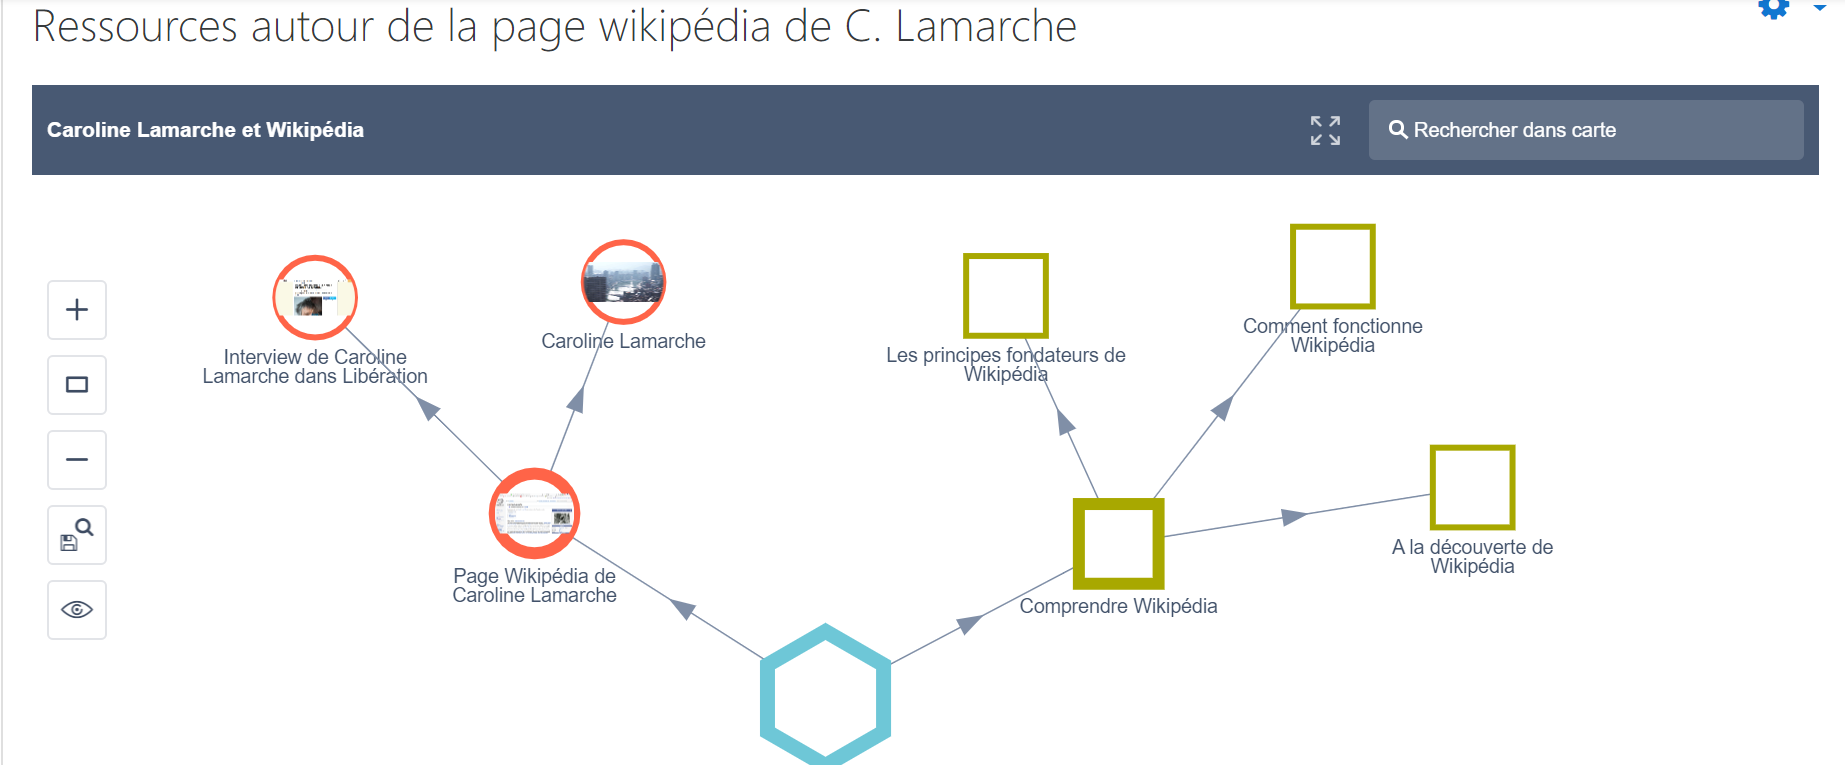 Ressources autour de la page wikipédia de C. Lamarche
Caroline Lamarche et Wikipédia
Rechercher dans carte
Interview de Caroline
Lamarche dans Libération
Caroline Lamarche
Les principes fondateurs de
Wikipédia
Comment fonctionne
Wikipédia
A la découverte de
Wikipédia
Page Wikipédia de
Caroline Lamarche
Comprendre Wikipédia